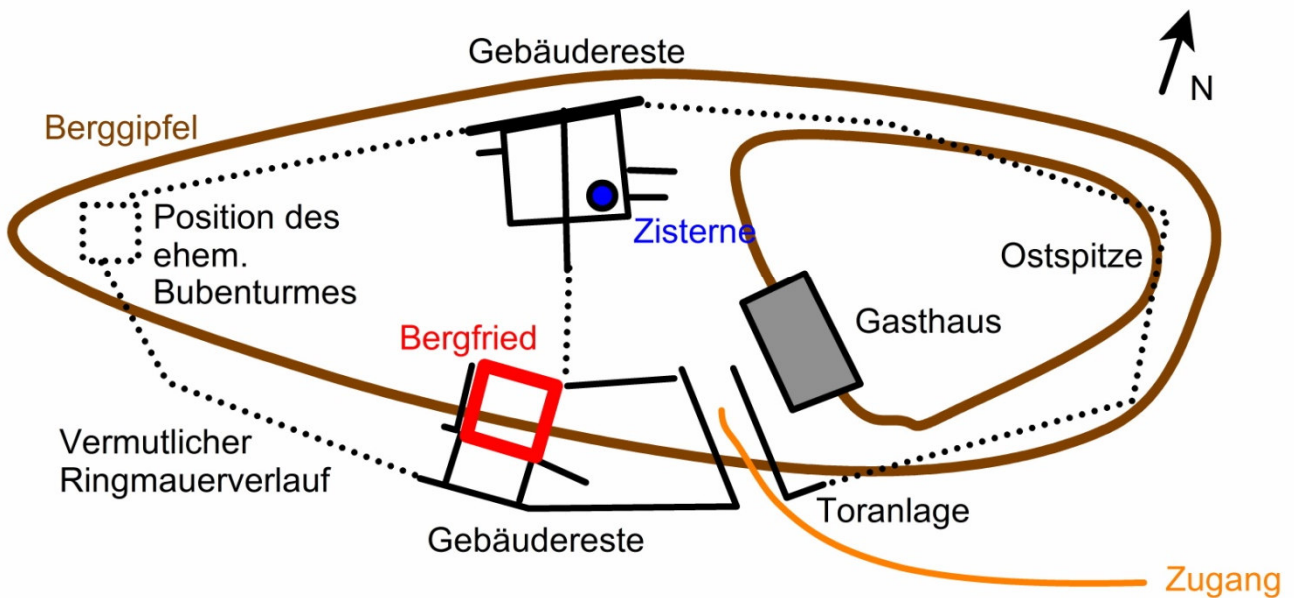 Gebäudereste
N
Berggipfel
Position des
ehem.
Bubenturmes
Zisterne
Ostspitze
Gasthaus
Bergfried
Vermutlicher
Ringmauerverlauf
Toranlage
Gebäudereste
Zugang